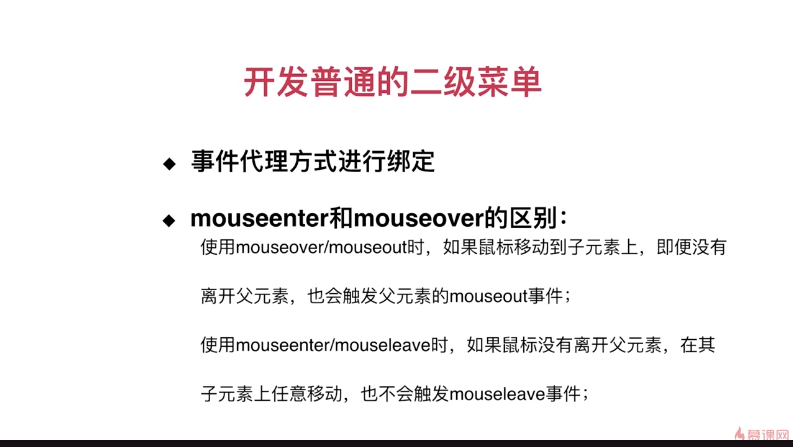 开发普通的二级菜单
◆ 事件代理方式进行绑定
◆ mouseenter和mouseover的区别：
使用mouseover/mouseout时，如果鼠标移动到子元素上，即便没有
离开父元素，也会触发父元素的mouseout事件；
使用mouseenter/mouseleave时，如果鼠标没有离开父元素，在其
子元素上任意移动，也不会触发mouseleave事件；
慕课网